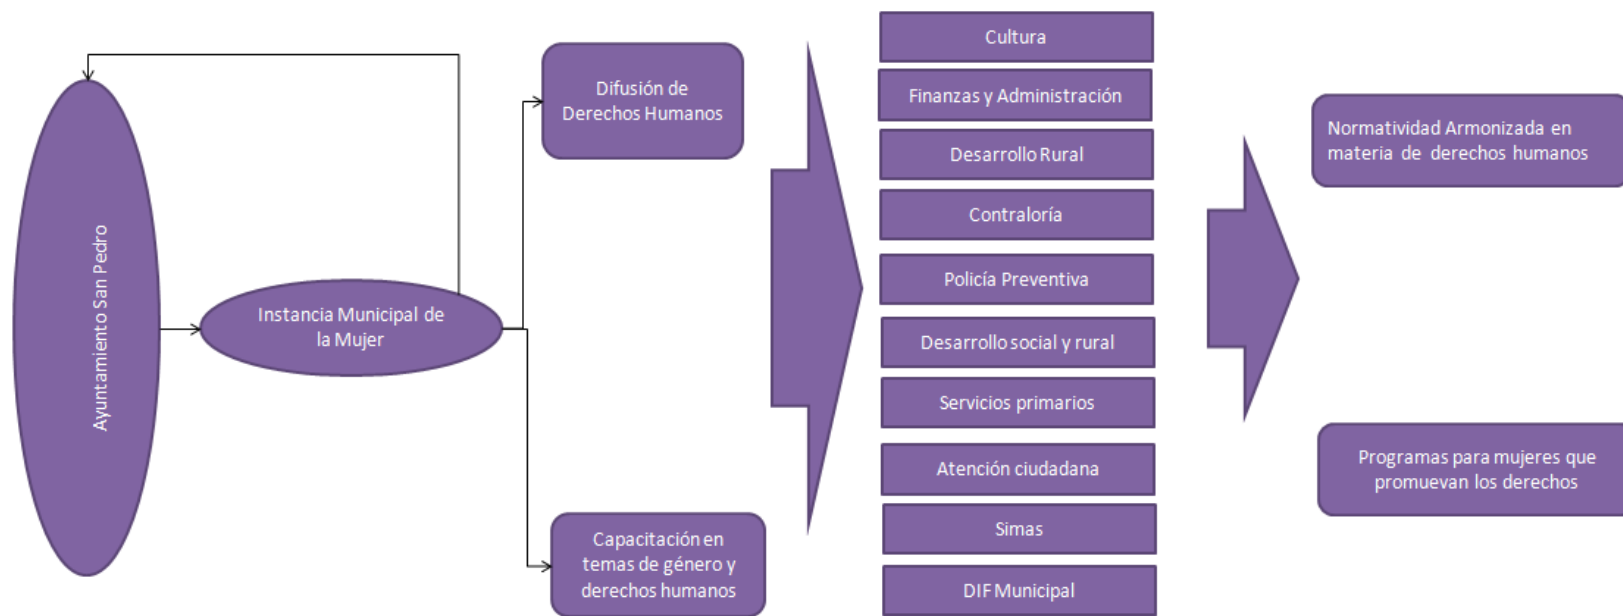 Ayuntamiento San Pedro
Instancia Municipal de
la Mujer
Difusión de
Derechos Humanos
Capacitación en
temas de género y
derechos humanos
Cultura
Finanzas y Administración
Desarrollo Rural
Contraloría
Policía Preventiva
Desarrollo social y rural
Servicios primarios
Atención ciudadana
Simas
DIF Municipal
Normatividad Armonizada en
materia de derechos humanos
Programas para mujeres que
promuevan los derechos